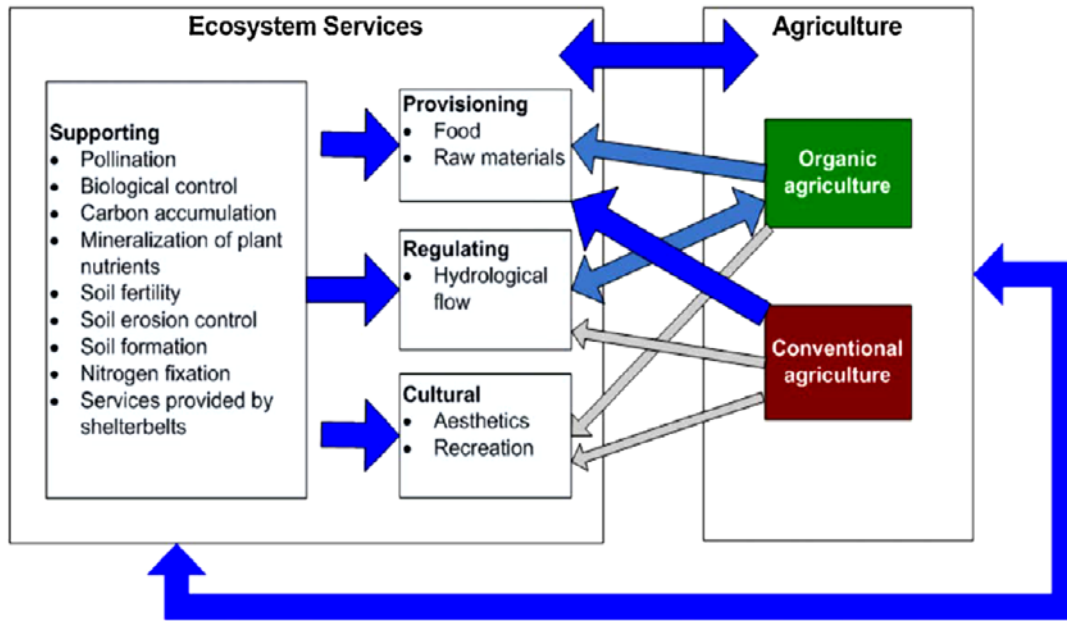 Ecosystem Services
Agriculture
Supporting
• Pollination
• Biological control
• Carbon accumulation
• Mineralization of plant
nutrients
• Soil fertility
• Soil erosion control
• Soil formation
• Nitrogen fixation
• Services provided by
shelterbelts
Provisioning
• Food
• Raw materials
Regulating
• Hydrological
flow
Cultural
• Aesthetics
• Recreation
Organic
agriculture
Conventional
agriculture